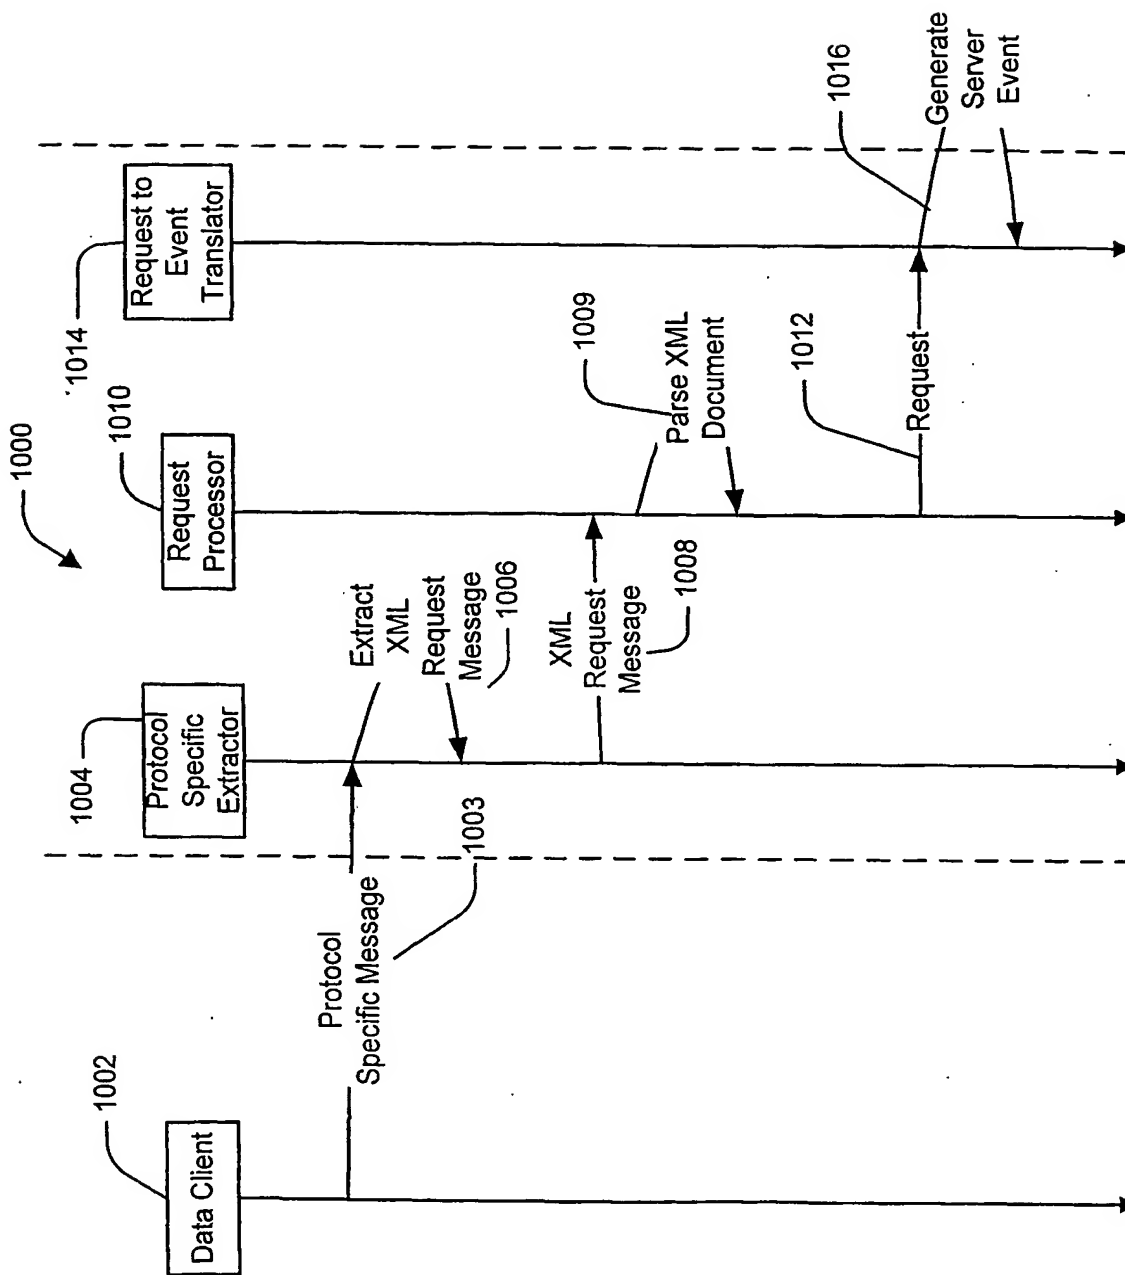 1000
1002
Data Client
1004
Protocol
Specific
Extractor
1010
Request
Processor
1014
Request to
Event
Translator
Protocol
Specific Message
1003
Extract
XML
Request
Message
1006
XML
Request
Message
1008
1009
Parse XML
Document
1012
Request
1016
Generate
Server
Event